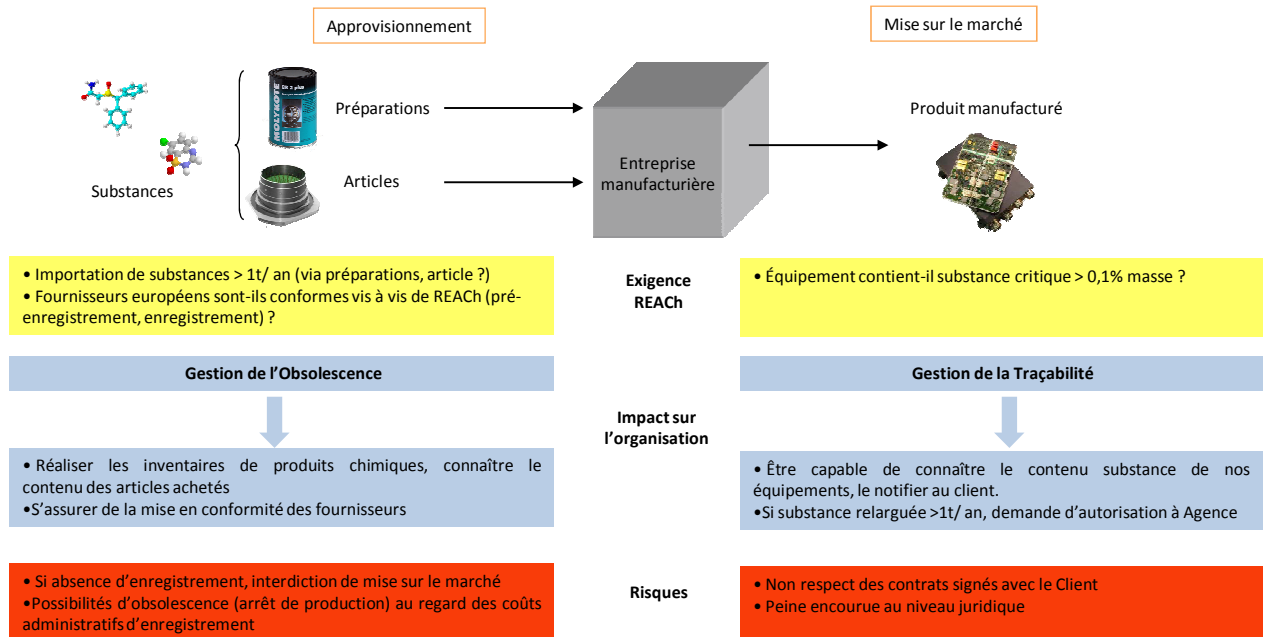 Approvisionnement
Mise sur le marché
Substances
MOLYKOTE
Préparations
Articles
Entreprise
manufacturière
Produit manufacturé
• Importation de substances > 1t/ an (via préparations, article ?)
• Fournisseurs européens sont-ils conformes vis à vis de REACh (pré-
enregistrement, enregistrement) ?
Exigence
REACh
• Équipement contient-il substance critique > 0,1% masse ?
Gestion de l’Obsolescence
Gestion de la Traçabilité
Impact sur
l’organisation
• Réaliser les inventaires de produits chimiques, connaître le
contenu des articles achetés
•S’assurer de la mise en conformité des fournisseurs
• Être capable de connaître le contenu substance de nos
équipements, le notifier au client.
•Si substance relarguée >1t/ an, demande d’autorisation à Agence
• Si absence d’enregistrement, interdiction de mise sur le marché
•Possibilités d’obsolescence (arrêt de production) au regard des coûts
administratifs d’enregistrement
Risques
• Non respect des contrats signés avec le Client
• Peine encourue au niveau juridique